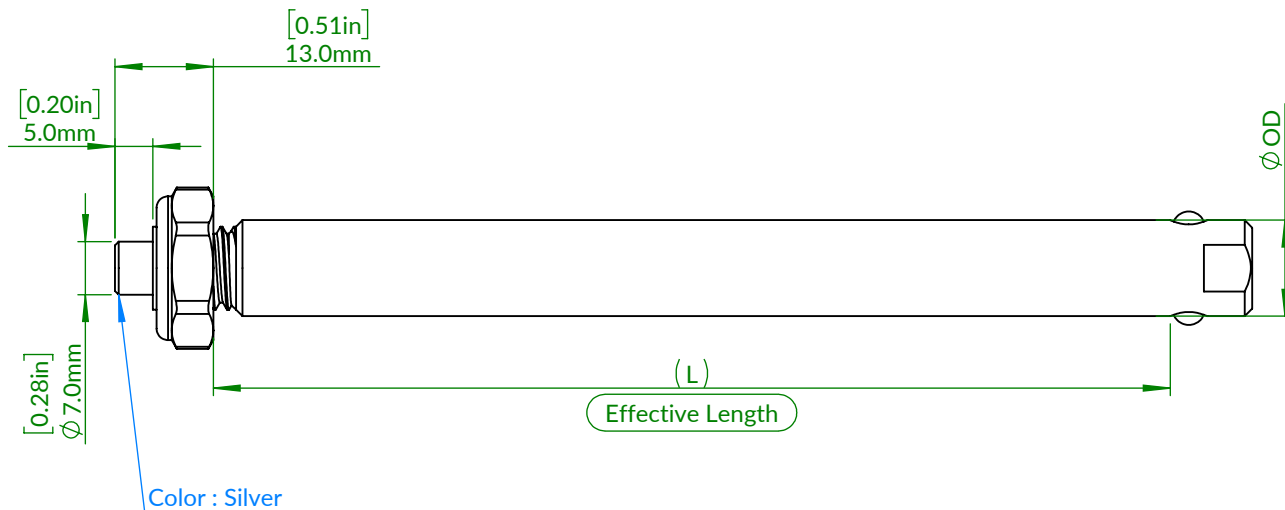 [0.51in]
13.0mm
[0.20in]
5.0mm
∅ OD
(L)
Effective Length
[0.28in]
∅ 7.0mm
Color : Silver